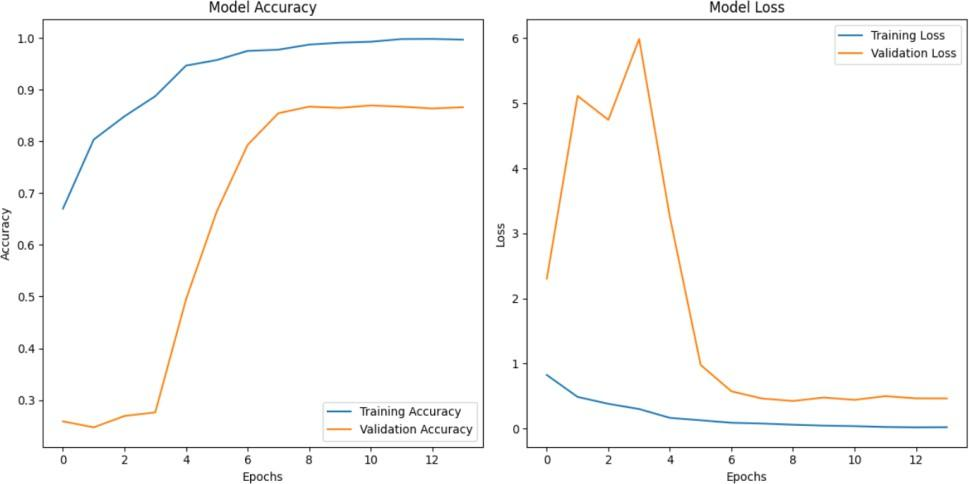 Model Accuracy
1.0
0.9
0.8
0.7
0.6
0.5
0.4
0.3
Accuracy
0 2 4 6 8 10 12
Epochs
Training Accuracy
Validation Accuracy
Model Loss
6
5
4
3
2
1
0
Loss
0 2 4 6 8 10 12
Epochs
Training Loss
Validation Loss